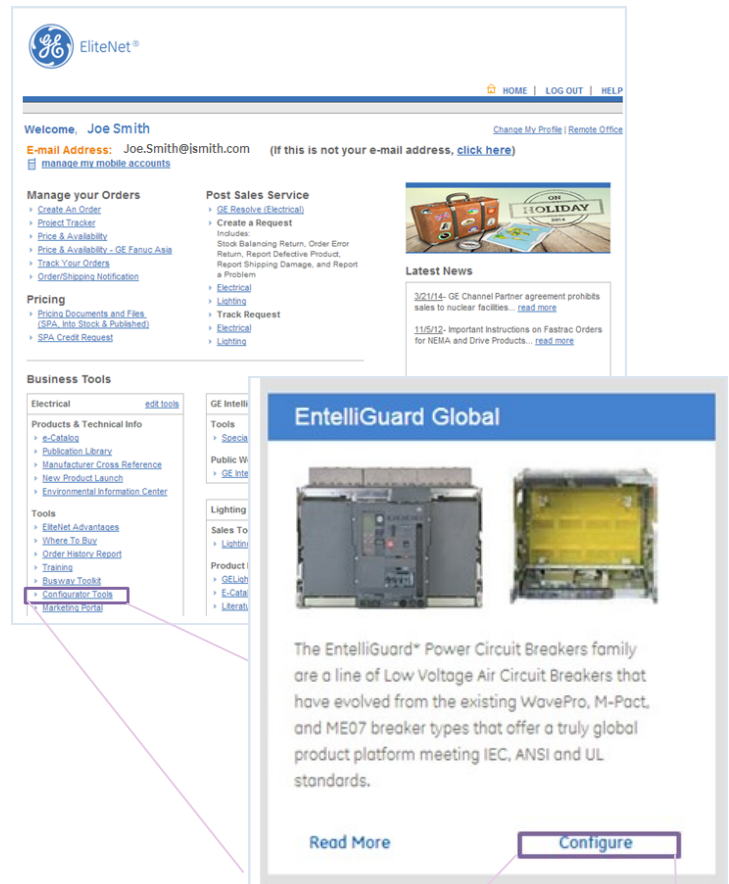 EliteNet®
HOME | LOG OUT | HELP
Welcome, Joe Smith
Change My Profile | Remote Office
E-mail Address: Joe.Smith@jsmith.com (If this is not your e-mail address, click here)
manage my mobile accounts
Manage your Orders
Create An Order
Project Tracker
Price & Availability
Price & Availability - GE Fanuc Asia
Track Your Orders
Order/Shipping Notification
Pricing
Pricing Documents and Files
(SPA, Into Stock & Published)
SPA Credit Request
Post Sales Service
GE Resolve (Electrical)
Create a Request
Includes:
Stock Balancing Return, Order Error
Return, Report Defective Product,
Report Shipping Damage, and Report
a Problem
Electrical
Lighting
Track Request
Electrical
Lighting
ON
HOLIDAY
2014
Latest News
3/21/14- GE Channel Partner agreement prohibits
sales to nuclear facilities... read more
11/5/12- Important Instructions on Fastrac Orders
for NEMA and Drive Products... read more
Business Tools
Electrical edit tools
Products & Technical Info
e-Catalog
Publication Library
Manufacturer Cross Reference
New Product Launch
Environmental Information Center
Tools
EliteNet Advantages
Where To Buy
Order History Report
Training
Busway Toolkit
Configurator Tools
Marketing Portal
GE Intelli
Tools
Specia
Public W
GE Inte
Lighting
Sales To
Lightin
Product
GELigh
E-Catal
Literatu
EntelliGuard Global
The EntelliGuard* Power Circuit Breakers family
are a line of Low Voltage Air Circuit Breakers that
have evolved from the existing WavePro, M-Pact,
and ME07 breaker types that offer a truly global
product platform meeting IEC, ANSI and UL
standards.
Read More Configure